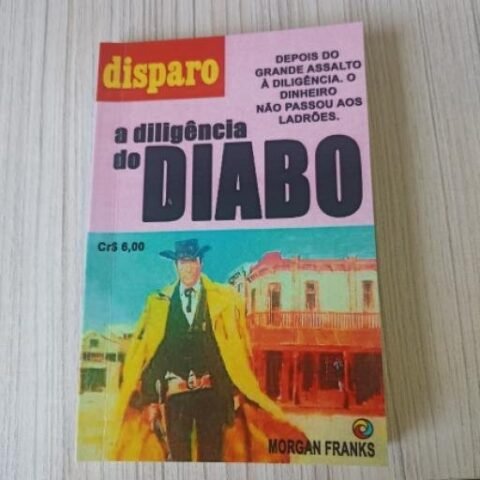 disparo
DEPOIS DO
GRANDE ASSALTO
À DILIGÊNCIA. O
DINHEIRO
NÃO PASSOU AOS
LADRÕES.
a diligência
do DIABO
Cr$ 6,00
MORGAN FRANKS